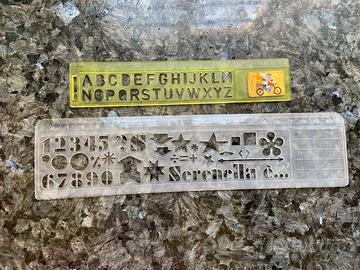 ABCDEFGHIJKLM
NOPQRSTUVWXYZ
12345?!$
%
67890 Serenella c...